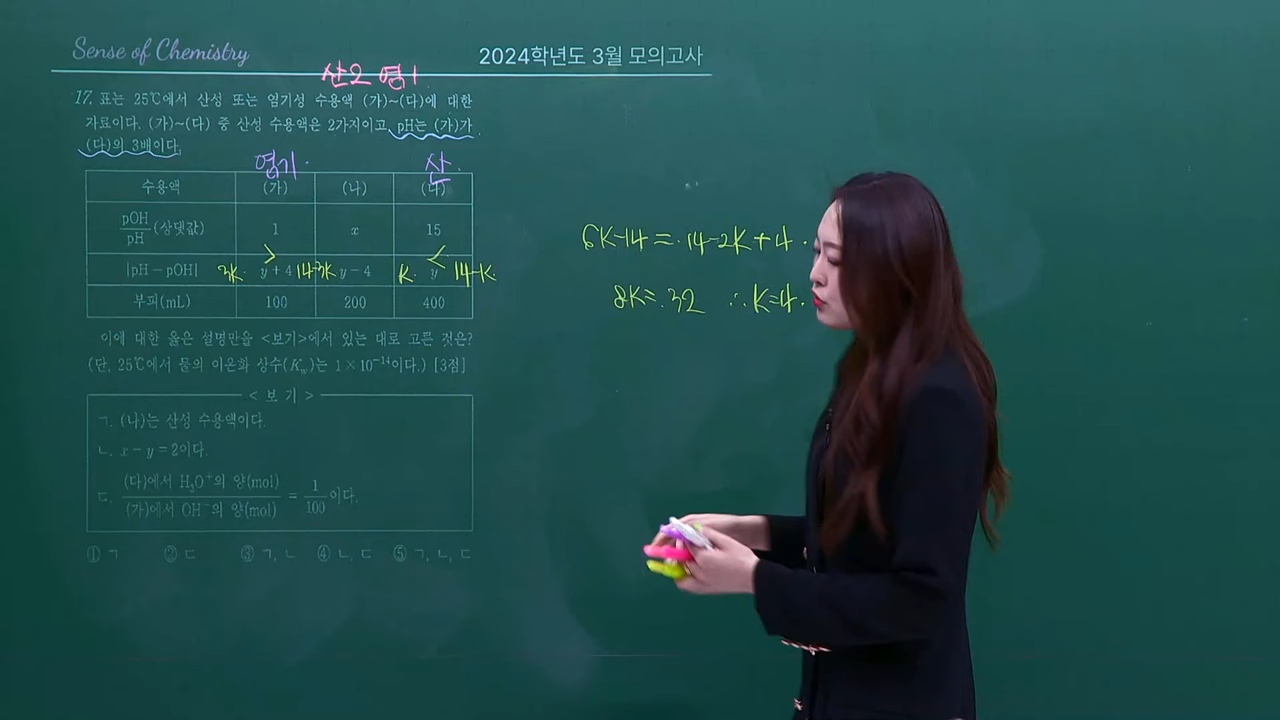 Sense of Chemistry
2024학년도 3월 모의고사
산2 염1
17. 표는 25℃에서 산성 또는 염기성 수용액 (가)~(다)에 대한
자료이다. (가)~(다) 중 산성 수용액은 2가지이고, pH는 (가)가
(다)의 3배이다.
염기 산
수용액 (가) (나) (다)
pOH/pH (상댓값) 1 x 15
> <
|pH-pOH| 3K y+4 14-3K y-4 K y 14-K
부피(mL) 100 200 400
이에 대한 옳은 설명만을 <보기>에서 있는 대로 고른 것은?
(단, 25℃에서 물의 이온화 상수(Kw)는 1×10⁻¹⁴이다.) [3점]
<보 기>
ㄱ. (나)는 산성 수용액이다.
ㄴ. x-y=2이다.
ㄷ. (다)에서 H₃O⁺의 양(mol)/(가)에서 OH⁻의 양(mol) = 1/100이다.
① ㄱ ② ㄷ ③ ㄱ, ㄴ ④ ㄴ, ㄷ ⑤ ㄱ, ㄴ, ㄷ
6K-14=14-2K+4.
8K=32 ∴K=4.